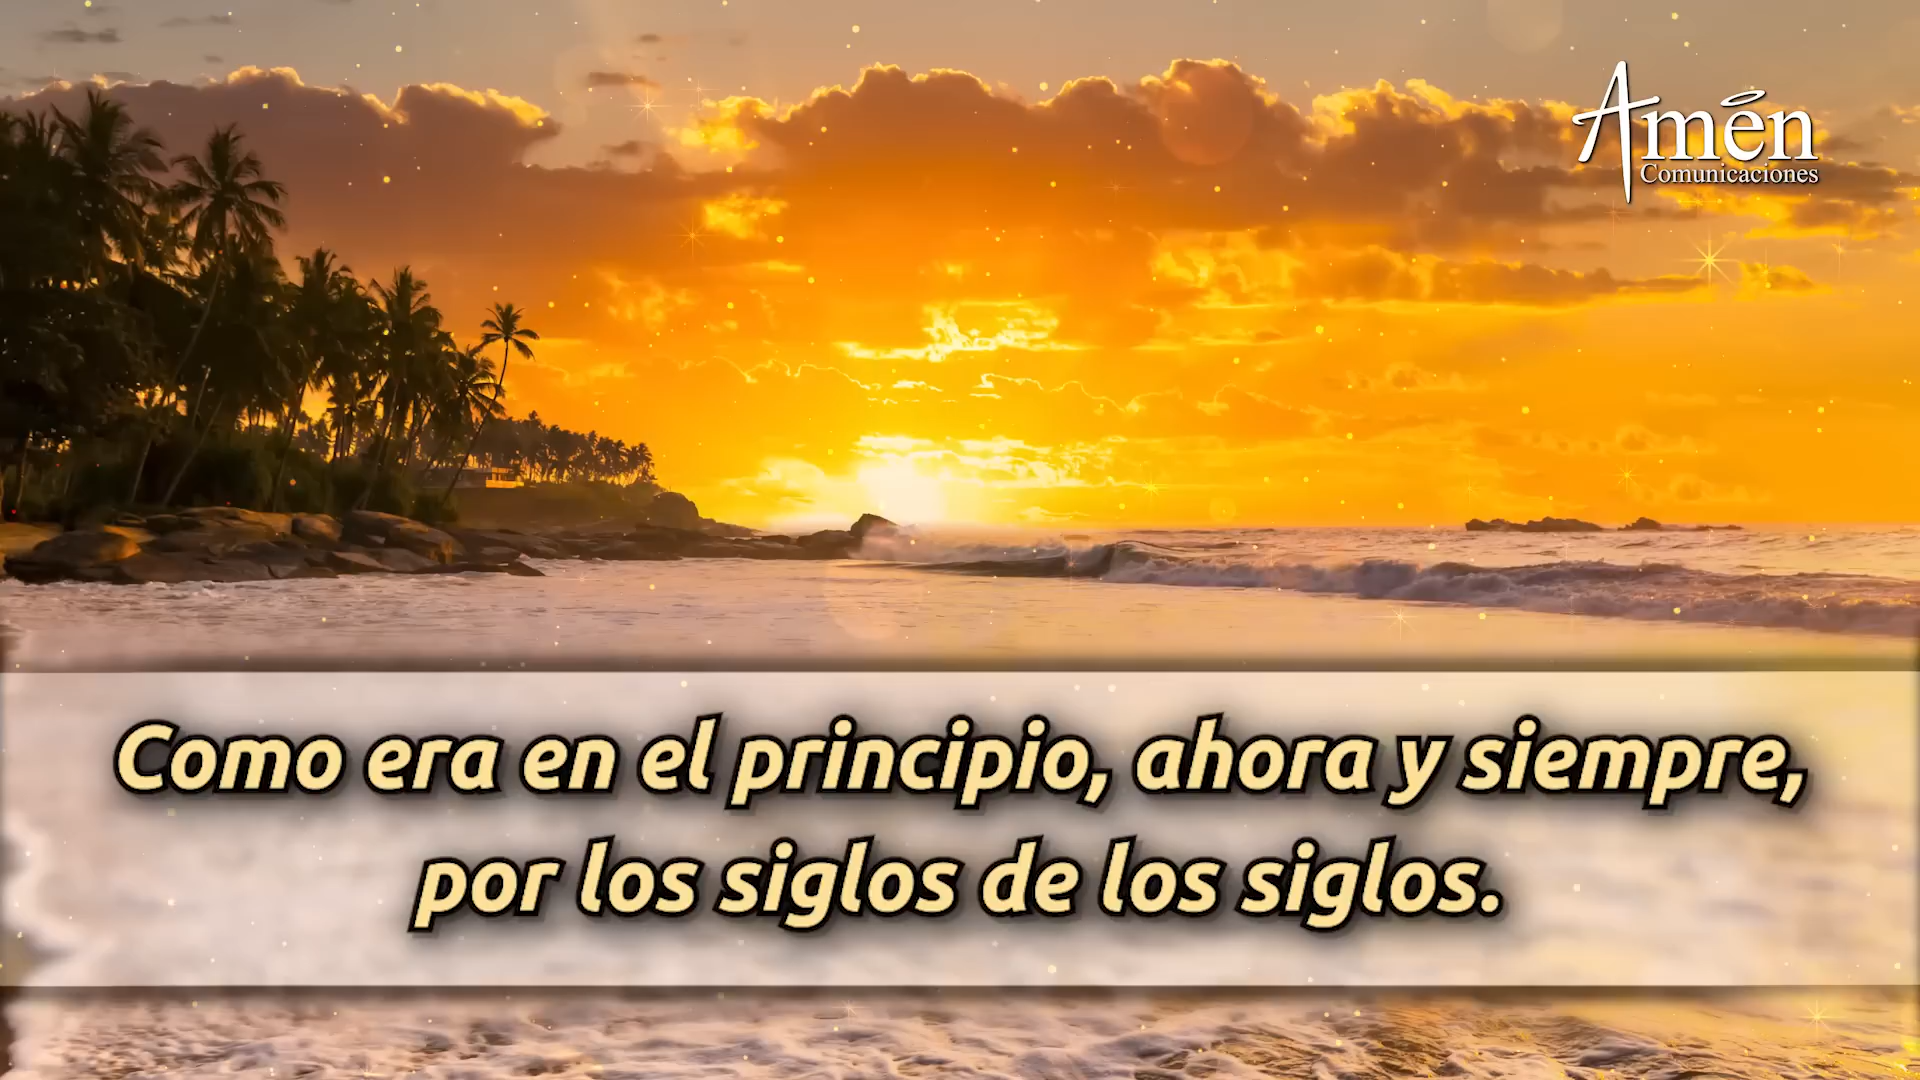 Amén
Comunicaciones
Como era en el principio, ahora y siempre,
por los siglos de los siglos.